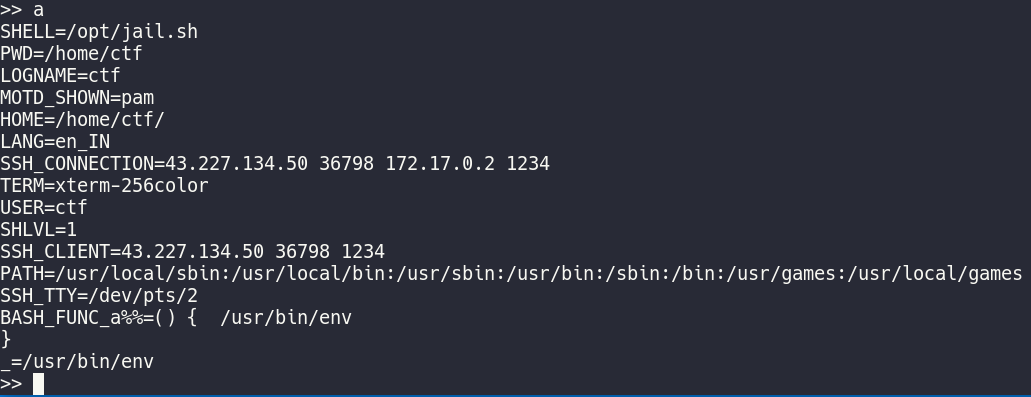 >> a
SHELL=/opt/jail.sh
PWD=/home/ctf
LOGNAME=ctf
MOTD_SHOWN=pam
HOME=/home/ctf/
LANG=en_IN
SSH_CONNECTION=43.227.134.50 36798 172.17.0.2 1234
TERM=xterm-256color
USER=ctf
SHLVL=1
SSH_CLIENT=43.227.134.50 36798 1234
PATH=/usr/local/sbin:/usr/local/bin:/usr/sbin:/usr/bin:/sbin:/bin:/usr/games:/usr/local/games
SSH_TTY=/dev/pts/2
BASH_FUNC_a%%=() {  /usr/bin/env
}
_=/usr/bin/env
>>